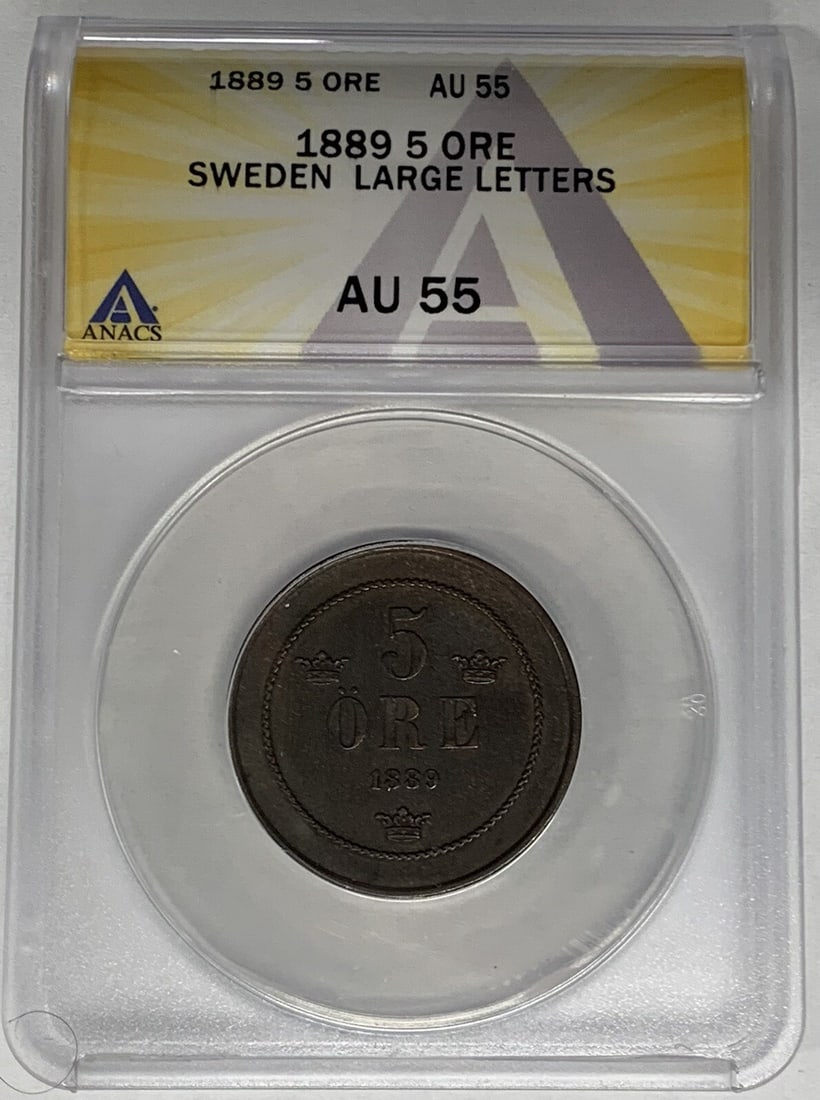 1889 5 ORE AU 55
1889 5 ORE
SWEDEN LARGE LETTERS
AU 55
ANACS
5
ÖRE
1889